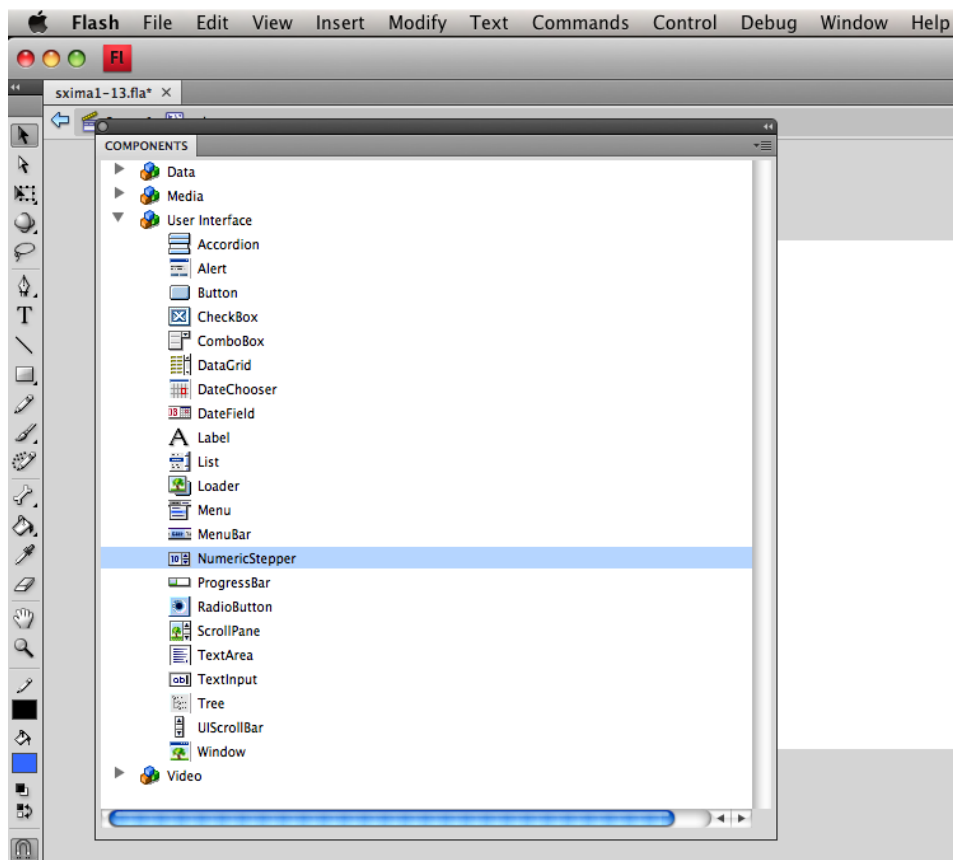 Flash File Edit View Insert Modify Text Commands Control Debug Window Help
Fl
sxima1-13.fla* ×
COMPONENTS
Data
Media
User Interface
Accordion
Alert
Button
CheckBox
ComboBox
DataGrid
DateChooser
DateField
Label
List
Loader
Menu
MenuBar
NumericStepper
ProgressBar
RadioButton
ScrollPane
TextArea
TextInput
Tree
UIScrollBar
Window
Video